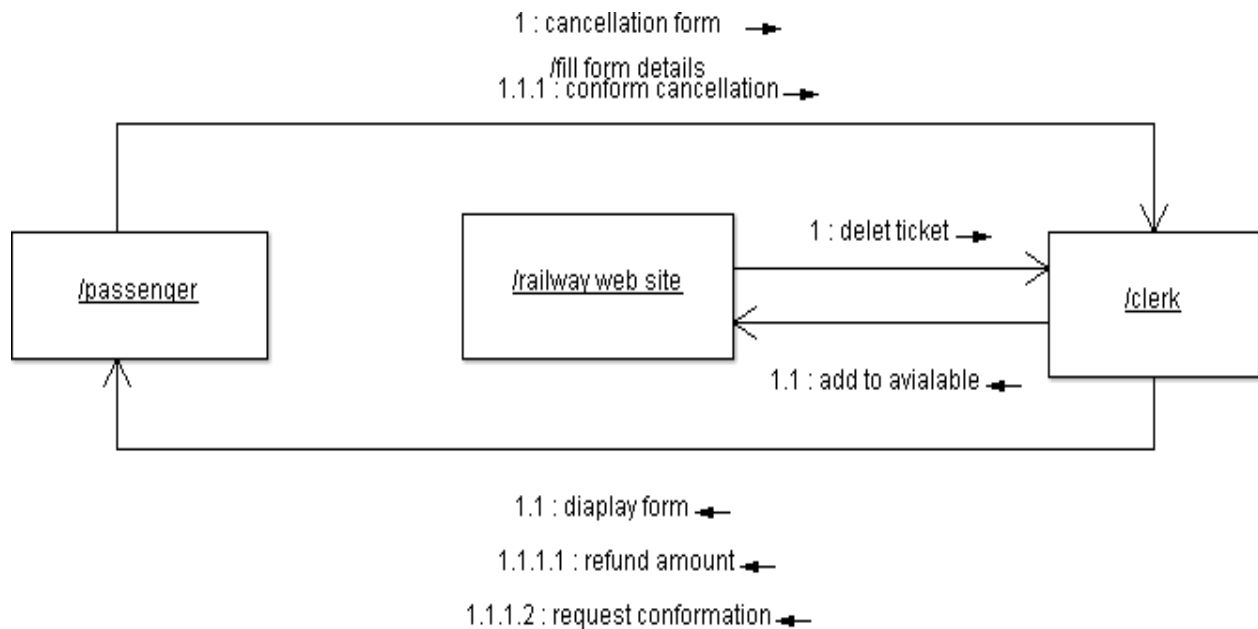 1 : cancellation form
/fill form details
1.1.1 : conform cancellation
1 : delet ticket
/passenger
/railway web site
/clerk
1.1 : add to avialable
1.1 : diaplay form
1.1.1.1 : refund amount
1.1.1.2 : request conformation